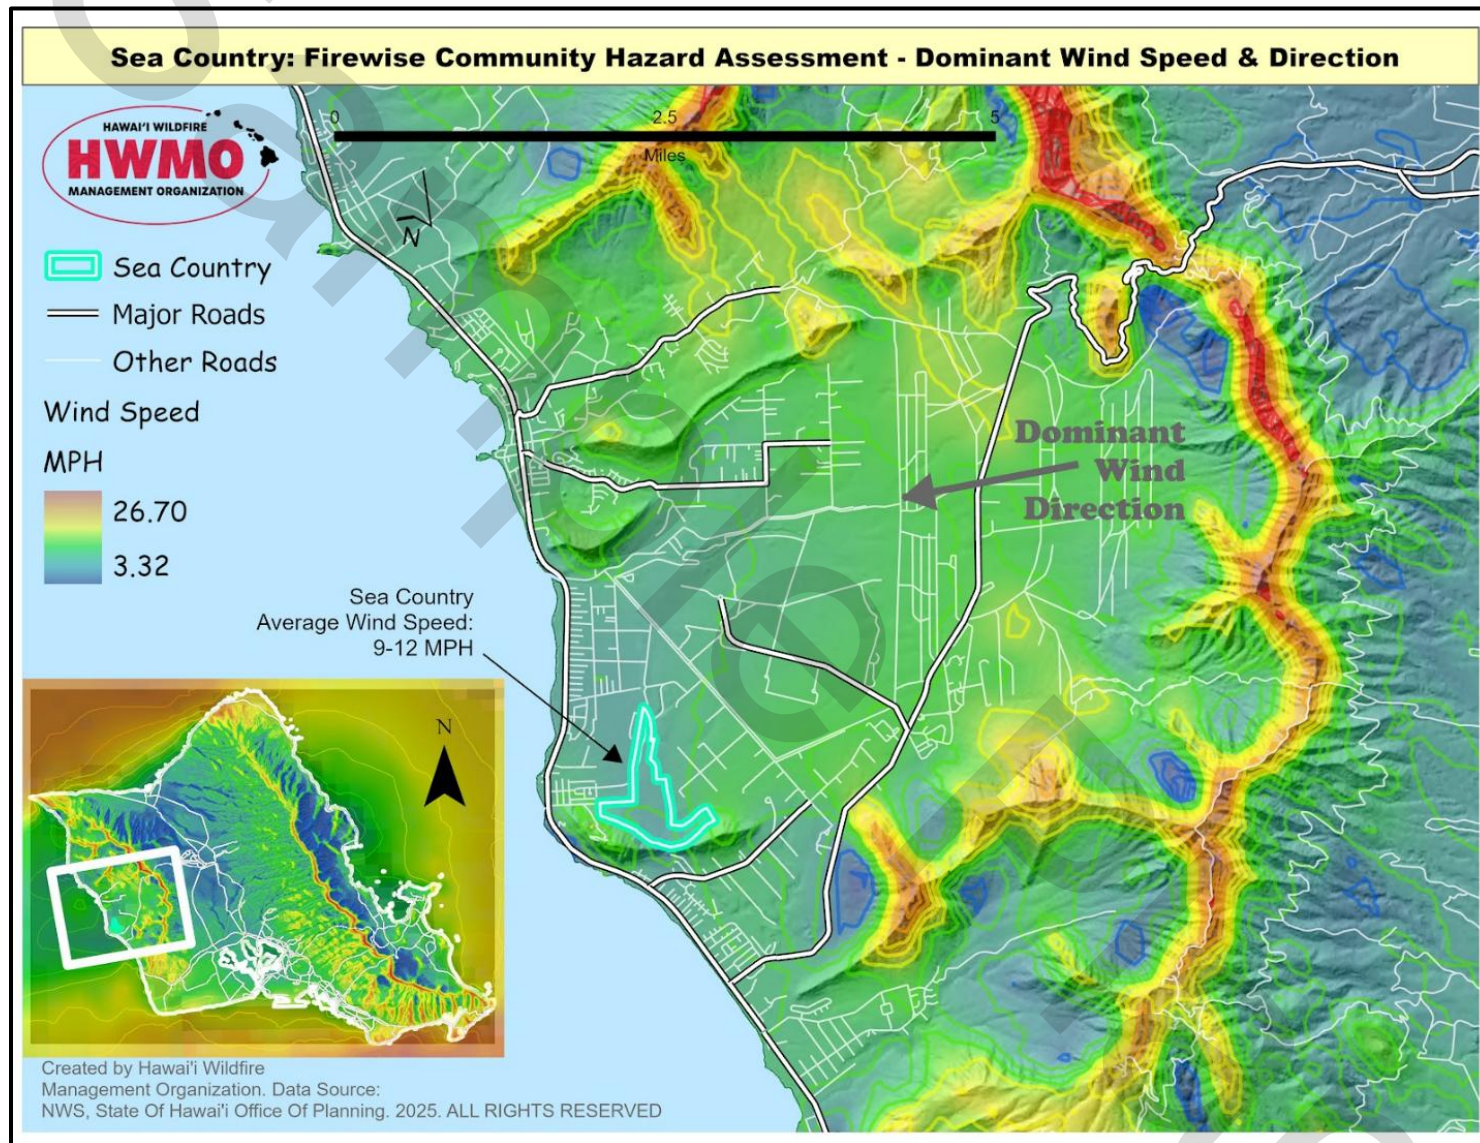 Sea Country: Firewise Community Hazard Assessment - Dominant Wind Speed & Direction
HAWAI'I WILDFIRE
HWMO
MANAGEMENT ORGANIZATION
0 2.5 5
Miles
N
Sea Country
Major Roads
Other Roads
Wind Speed
MPH
26.70
3.32
Dominant
Wind
Direction
Sea Country
Average Wind Speed:
9-12 MPH
N
Created by Hawai'i Wildfire
Management Organization. Data Source:
NWS, State Of Hawai'i Office Of Planning. 2025. ALL RIGHTS RESERVED